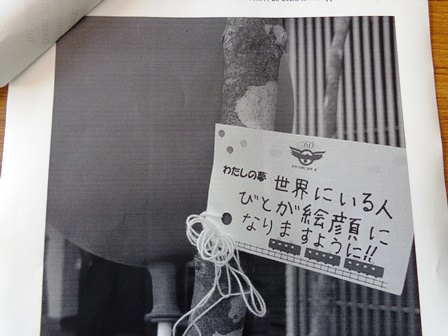 60
わたしの夢
世界にいる人
びとが絵顔に
なりますように!!